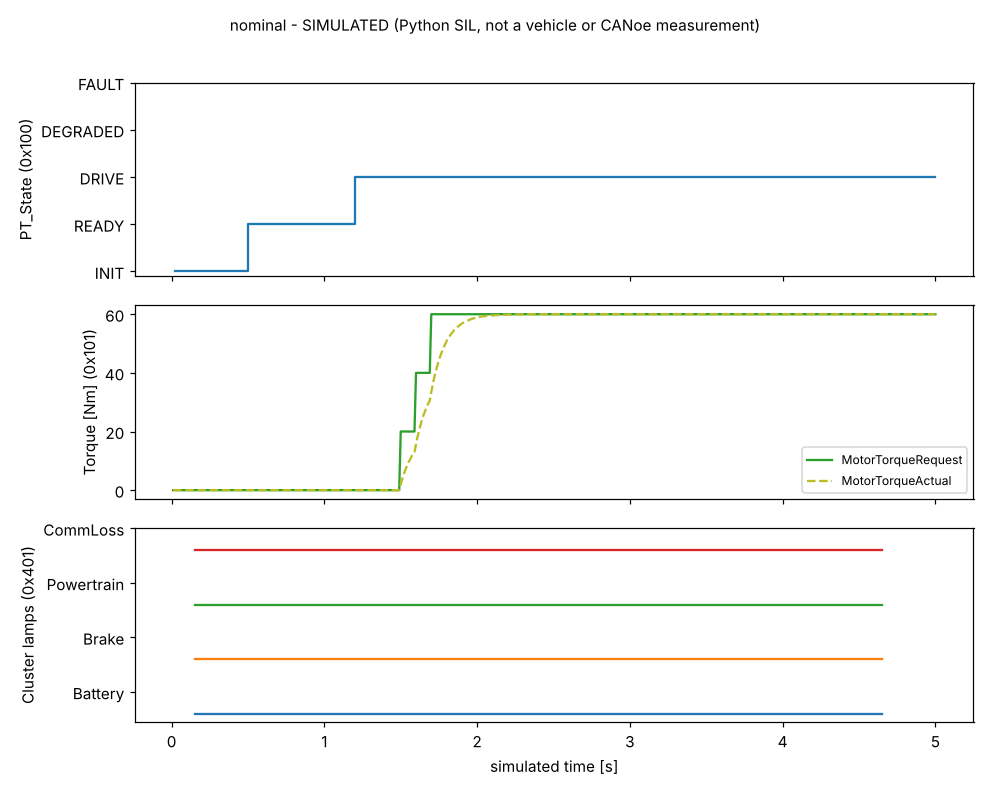 nominal - SIMULATED (Python SIL, not a vehicle or CANoe measurement)
PT_State (0x100)
FAULT
DEGRADED
DRIVE
READY
INIT
Torque [Nm] (0x101)
60
40
20
0
MotorTorqueRequest
MotorTorqueActual
Cluster lamps (0x401)
CommLoss
Powertrain
Brake
Battery
0 1 2 3 4 5
simulated time [s]